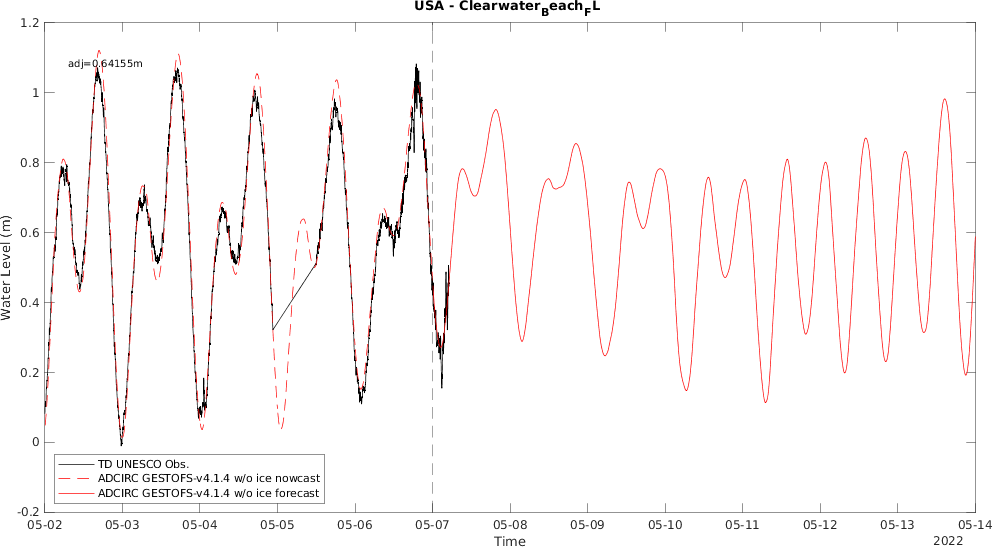 USA - Clearwater_Beach_FL
1.2
adj=0.64155m
1
0.8
0.6
Water Level (m)
0.4
0.2
0
TD UNESCO Obs.
ADCIRC GESTOFS-v4.1.4 w/o ice nowcast
ADCIRC GESTOFS-v4.1.4 w/o ice forecast
-0.2
05-02 05-03 05-04 05-05 05-06 05-07 05-08 05-09 05-10 05-11 05-12 05-13 05-14
Time
2022